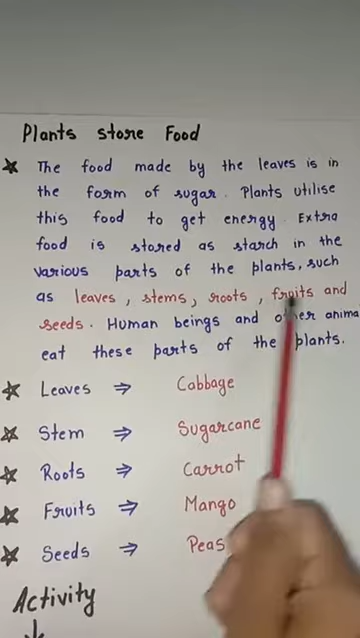 Plants store Food
☆ The food made by the leaves is in
the form of sugar. Plants utilise
this food to get energy. Extra
food is stored as starch in the
various parts of the plants, such
as leaves, stems, roots, fruits and
seeds. Human beings and other anima
eat these parts of the plants.
☆ Leaves ⇒ Cabbage
☆ Stem ⇒ Sugarcane
☆ Roots ⇒ Carrot
☆ Fruits ⇒ Mango
☆ Seeds ⇒ Peas
Activity
↓